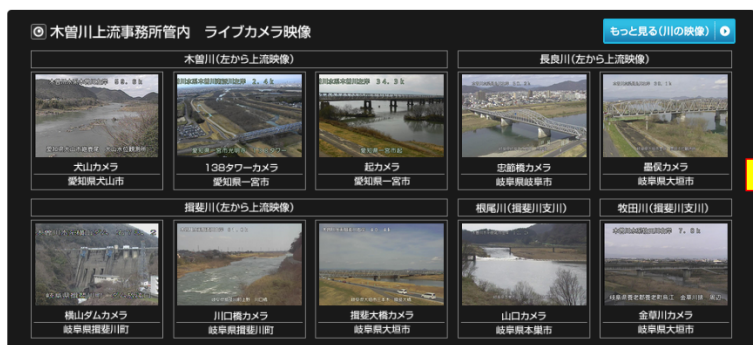 木曽川上流事務所管内 ライブカメラ映像
もっと見る(川の映像)
木曽川(左から上流映像)
長良川(左から上流映像)
犬山カメラ
愛知県犬山市
138タワーカメラ
愛知県一宮市
起カメラ
愛知県一宮市
忠節橋カメラ
岐阜県岐阜市
墨俣カメラ
岐阜県大垣市
揖斐川(左から上流映像)
根尾川(揖斐川支川)
牧田川(揖斐川支川)
横山ダムカメラ
岐阜県揖斐川町
川口橋カメラ
岐阜県揖斐川町
揖斐大橋カメラ
岐阜県大垣市
山口カメラ
岐阜県本巣市
金草川カメラ
岐阜県大垣市